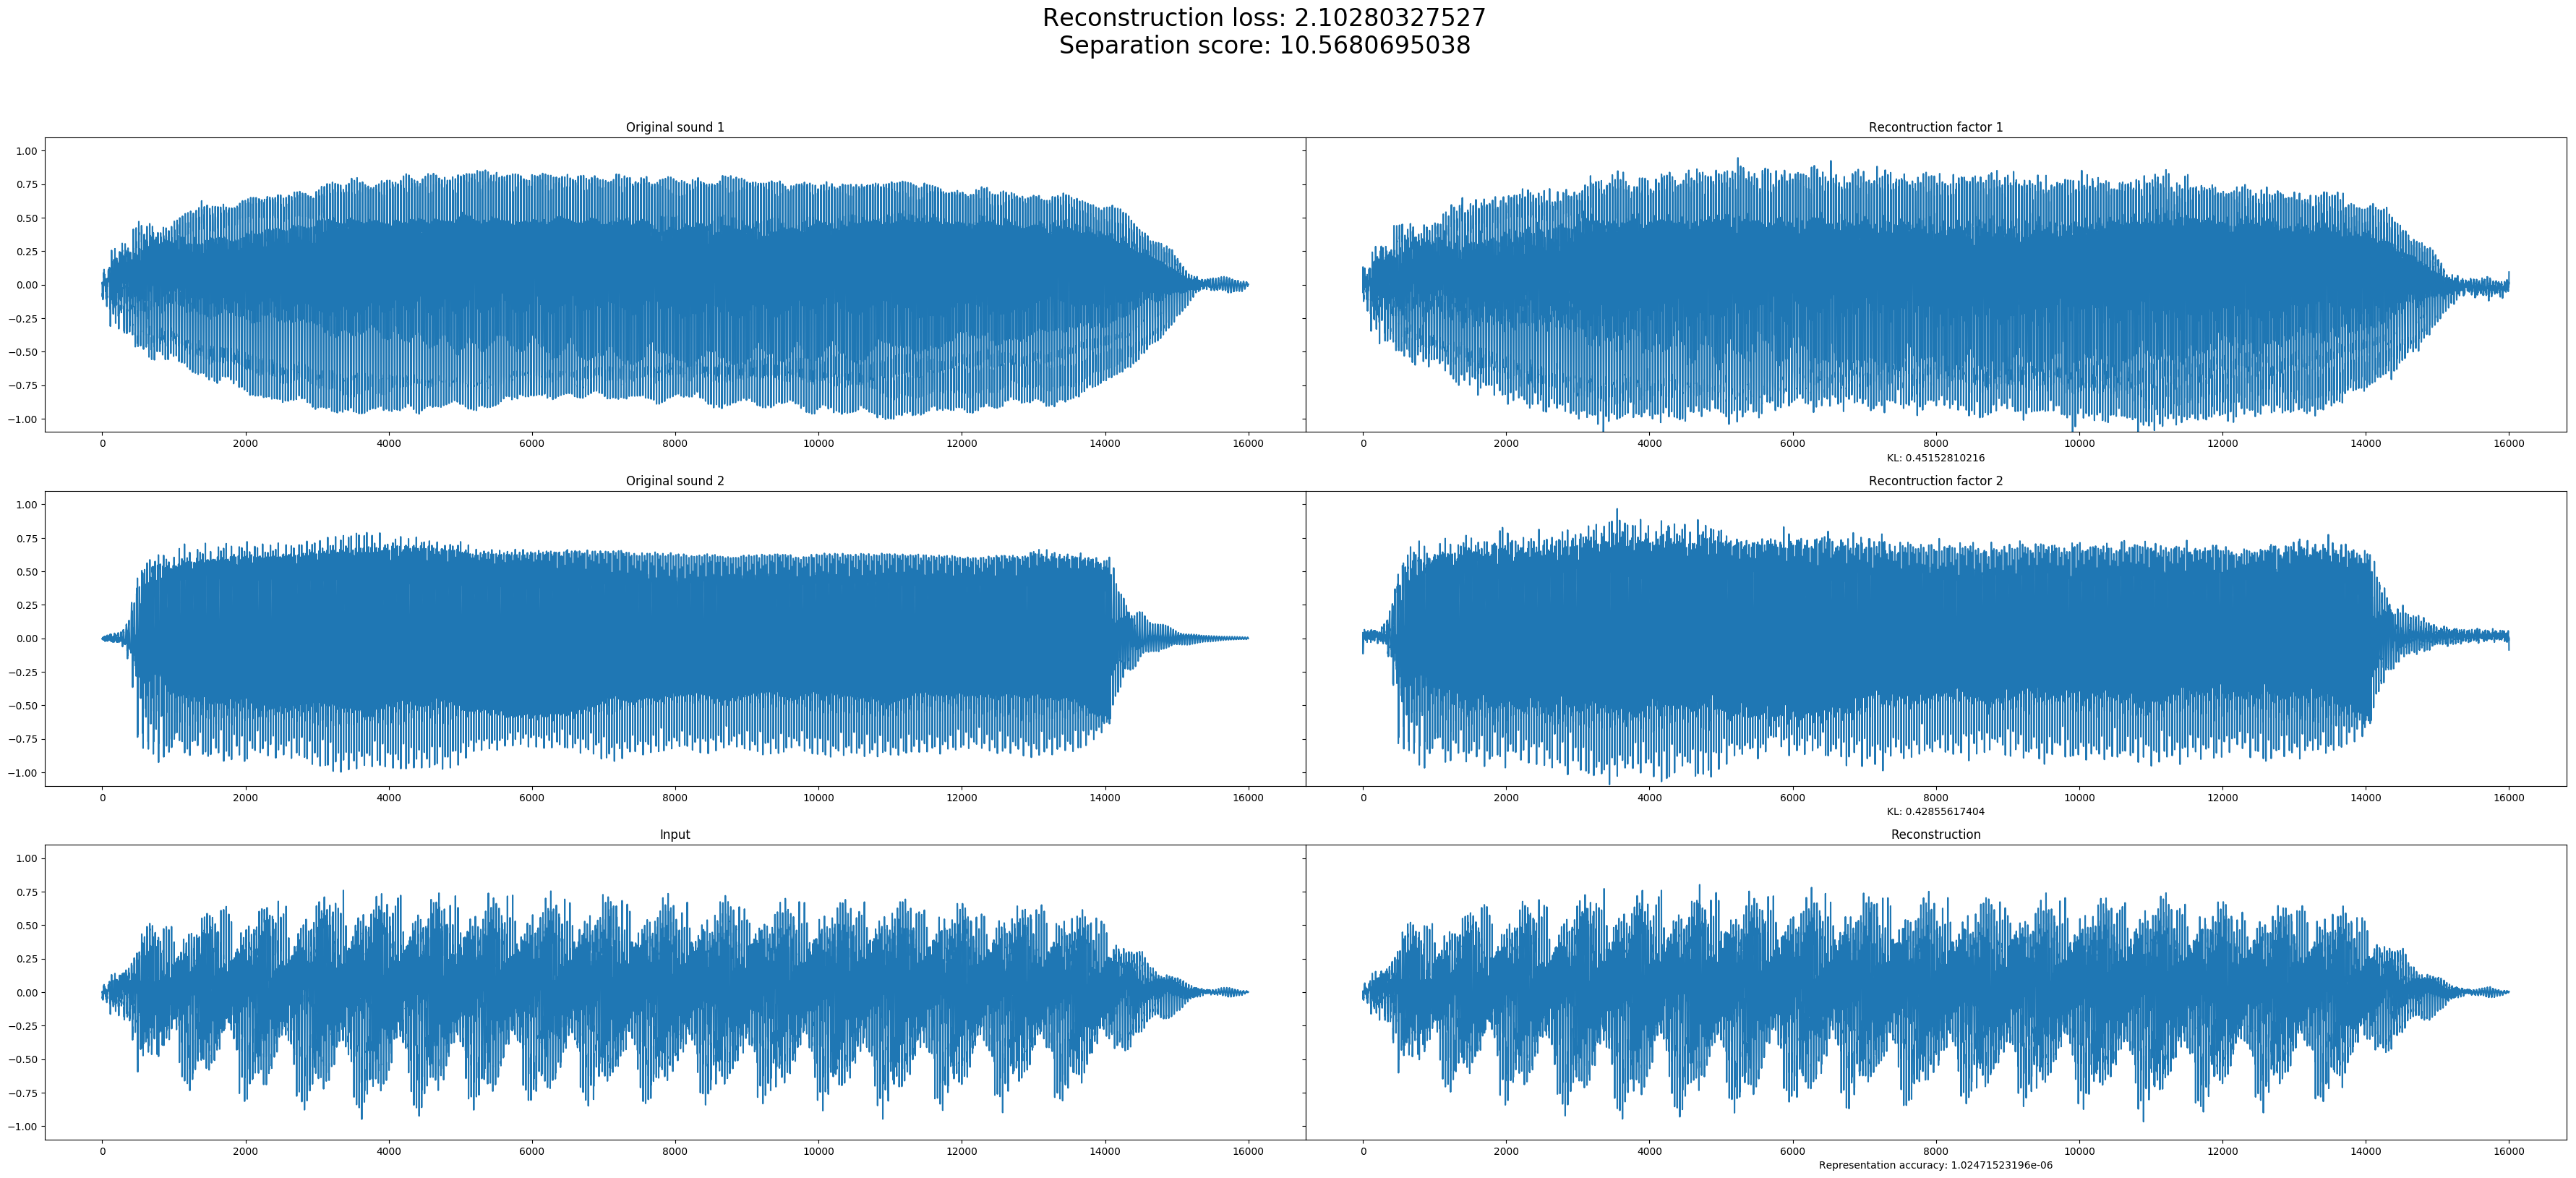 Reconstruction loss: 2.10280327527
Separation score: 10.5680695038
Original sound 1
Recontruction factor 1
1.00
0.75
0.50
0.25
0.00
−0.25
−0.50
−0.75
−1.00
0 2000 4000 6000 8000 10000 12000 14000 16000
0 2000 4000 6000 8000 10000 12000 14000 16000
KL: 0.45152810216
Original sound 2
Recontruction factor 2
1.00
0.75
0.50
0.25
0.00
−0.25
−0.50
−0.75
−1.00
0 2000 4000 6000 8000 10000 12000 14000 16000
0 2000 4000 6000 8000 10000 12000 14000 16000
KL: 0.42855617404
Input
Reconstruction
1.00
0.75
0.50
0.25
0.00
−0.25
−0.50
−0.75
−1.00
0 2000 4000 6000 8000 10000 12000 14000 16000
0 2000 4000 6000 8000 10000 12000 14000 16000
Representation accuracy: 1.02471523196e-06